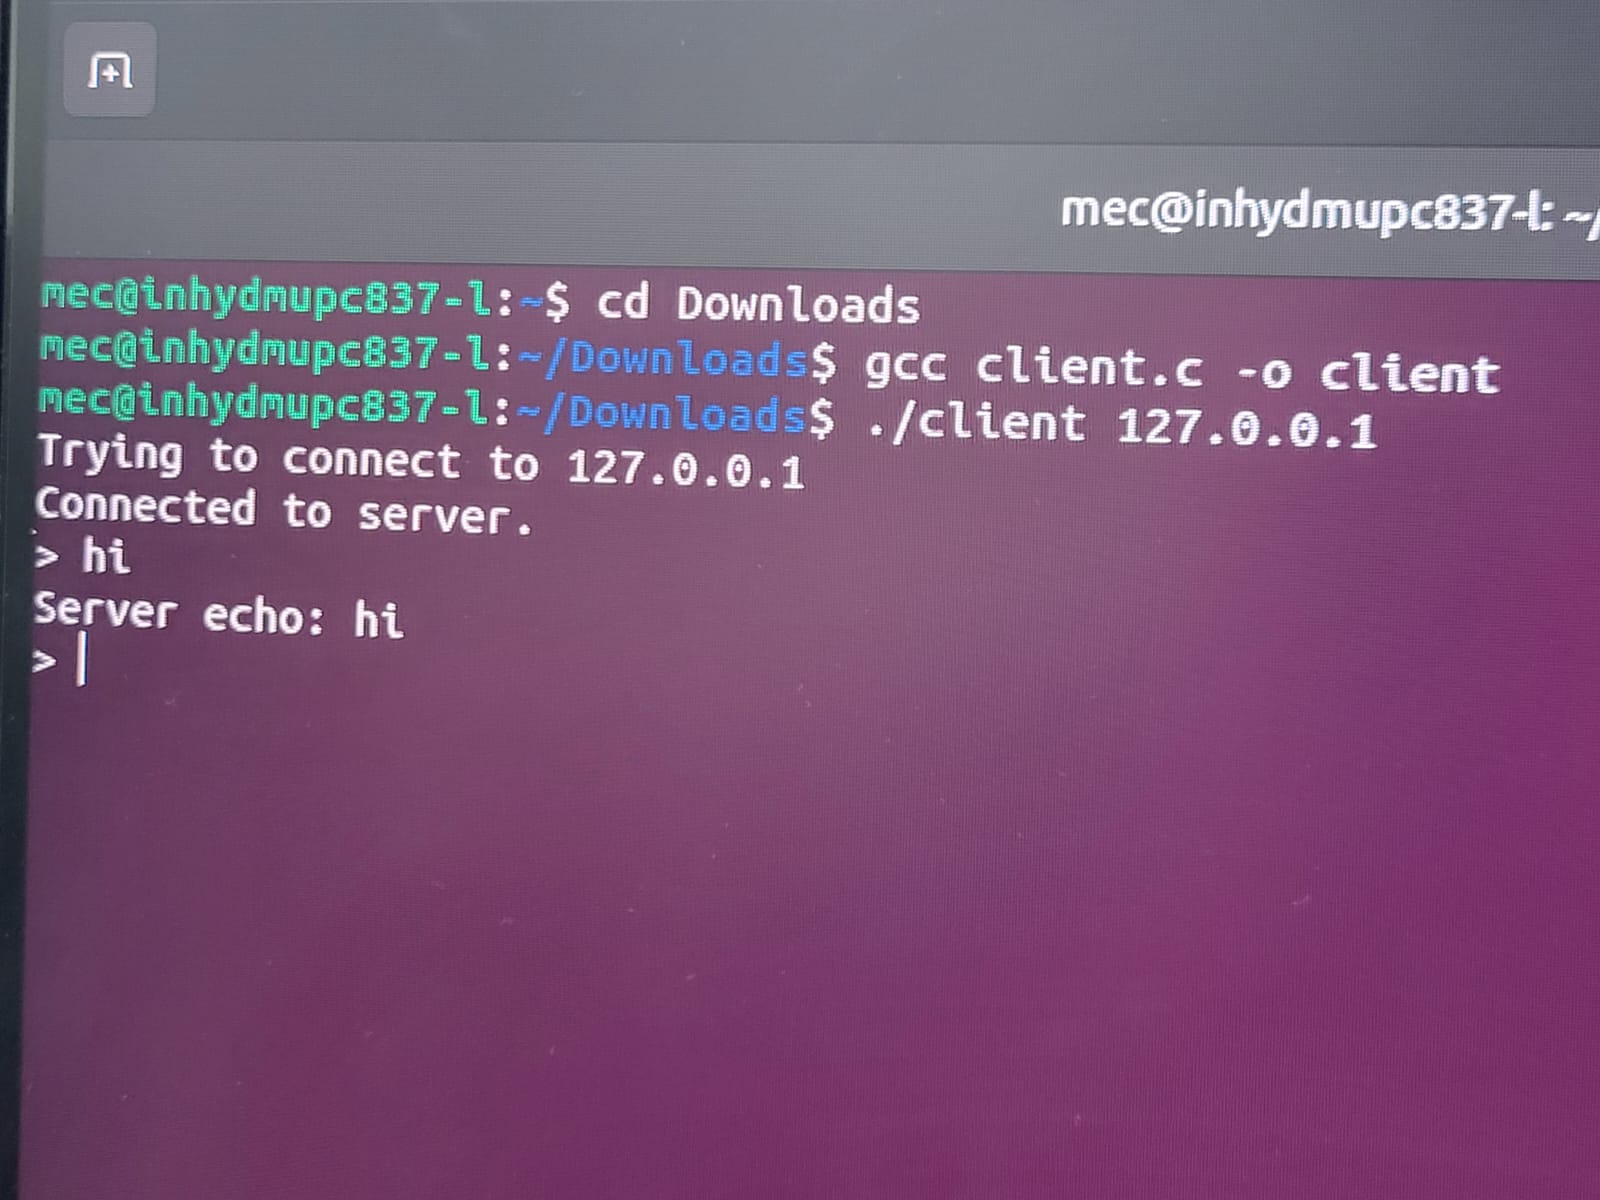 mec@inhydmupc837-l: ~/
mec@inhydmupc837-l:~$ cd Downloads
mec@inhydmupc837-l:~/Downloads$ gcc client.c -o client
mec@inhydmupc837-l:~/Downloads$ ./client 127.0.0.1
Trying to connect to 127.0.0.1
Connected to server.
> hi
Server echo: hi
>